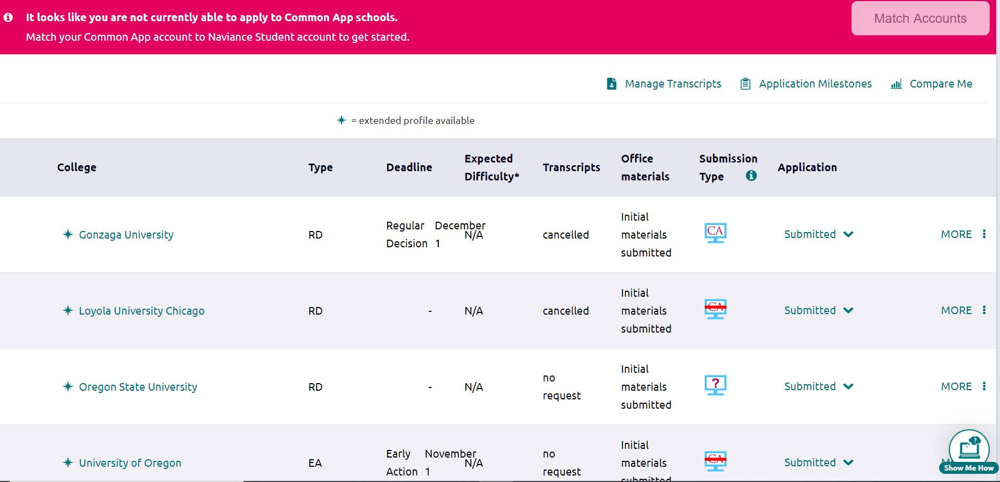 It looks like you are not currently able to apply to Common App schools.
Match your Common App account to Naviance Student account to get started.
Match Accounts
Manage Transcripts
Application Milestones
Compare Me
= extended profile available
College
Type
Deadline
Expected
Difficulty*
Transcripts
Office
materials
Submission
Type
Application
Gonzaga University
RD
Regular December
Decision 1
N/A
cancelled
Initial
materials
submitted
CA
Submitted
MORE
Loyola University Chicago
RD
-
N/A
cancelled
Initial
materials
submitted
CA
Submitted
MORE
Oregon State University
RD
-
N/A
no
request
Initial
materials
submitted
?
Submitted
MORE
University of Oregon
EA
Early November
Action 1
N/A
no
request
Initial
materials
submitted
CA
Submitted
?
Show Me How